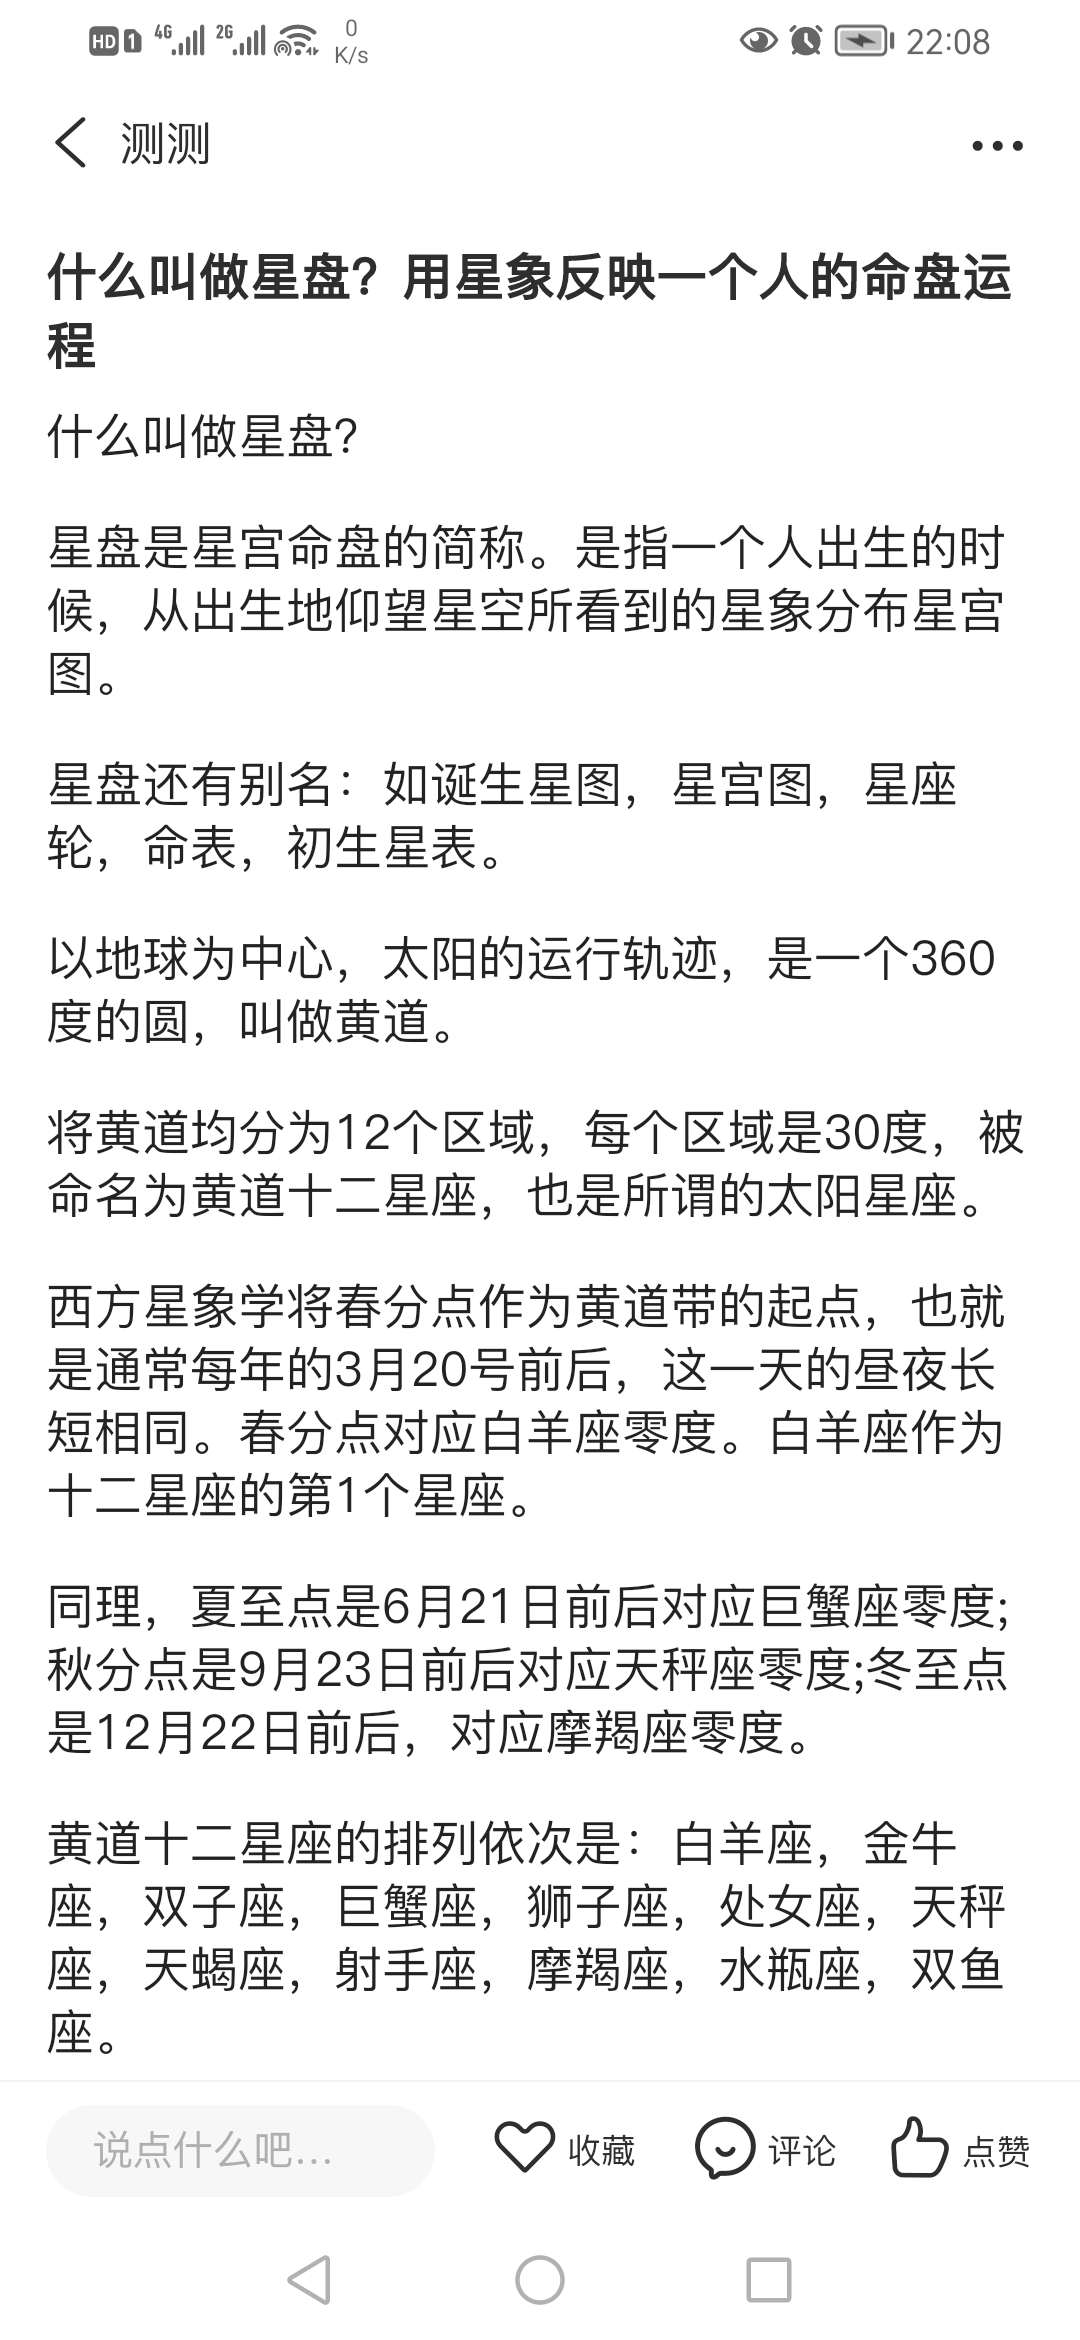 HD 1 4G 2G 0 K/s 22:08
测测
什么叫做星盘？用星象反映一个人的命盘运
程
什么叫做星盘？
星盘是星宫命盘的简称。是指一个人出生的时
候，从出生地仰望星空所看到的星象分布星宫
图。
星盘还有别名：如诞生星图，星宫图，星座
轮，命表，初生星表。
以地球为中心，太阳的运行轨迹，是一个360
度的圆，叫做黄道。
将黄道均分为12个区域，每个区域是30度，被
命名为黄道十二星座，也是所谓的太阳星座。
西方星象学将春分点作为黄道带的起点，也就
是通常每年的3月20号前后，这一天的昼夜长
短相同。春分点对应白羊座零度。白羊座作为
十二星座的第1个星座。
同理，夏至点是6月21日前后对应巨蟹座零度;
秋分点是9月23日前后对应天秤座零度;冬至点
是12月22日前后，对应摩羯座零度。
黄道十二星座的排列依次是：白羊座，金牛
座，双子座，巨蟹座，狮子座，处女座，天秤
座，天蝎座，射手座，摩羯座，水瓶座，双鱼
座。
说点什么吧... 收藏 评论 点赞